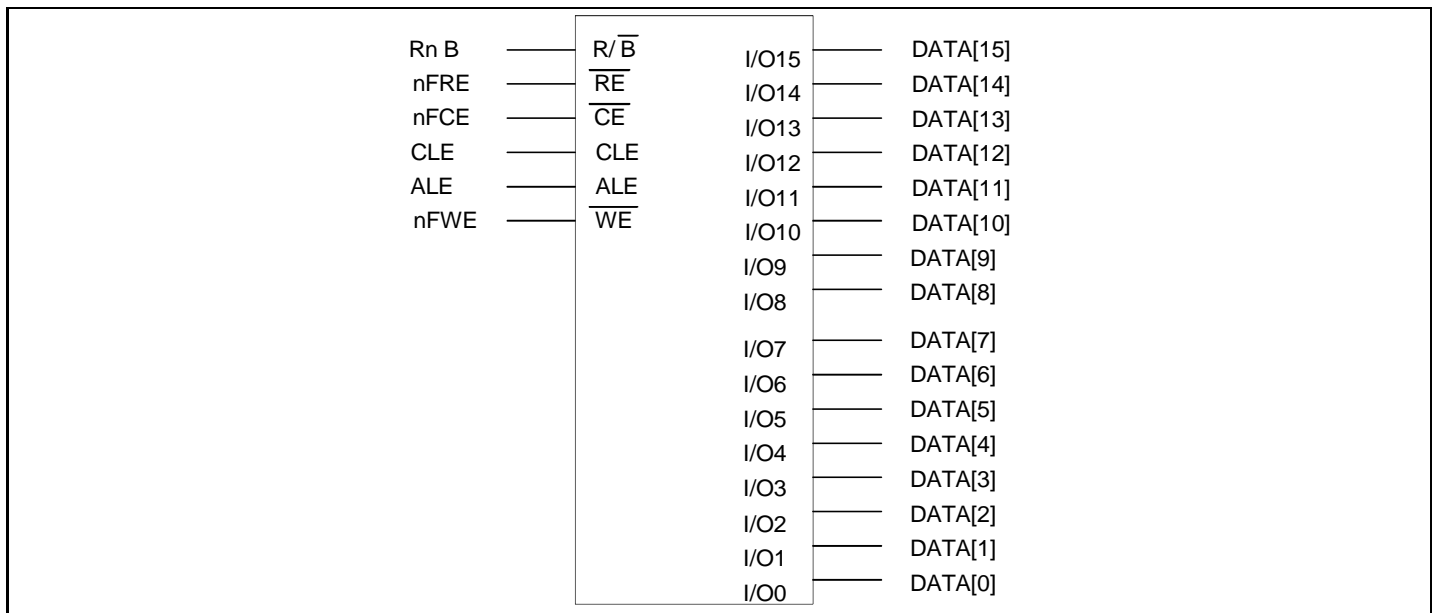 Rn B R/B I/O15 DATA[15]
nFRE RE I/O14 DATA[14]
nFCE CE I/O13 DATA[13]
CLE CLE I/O12 DATA[12]
ALE ALE I/O11 DATA[11]
nFWE WE I/O10 DATA[10]
I/O9 DATA[9]
I/O8 DATA[8]
I/O7 DATA[7]
I/O6 DATA[6]
I/O5 DATA[5]
I/O4 DATA[4]
I/O3 DATA[3]
I/O2 DATA[2]
I/O1 DATA[1]
I/O0 DATA[0]